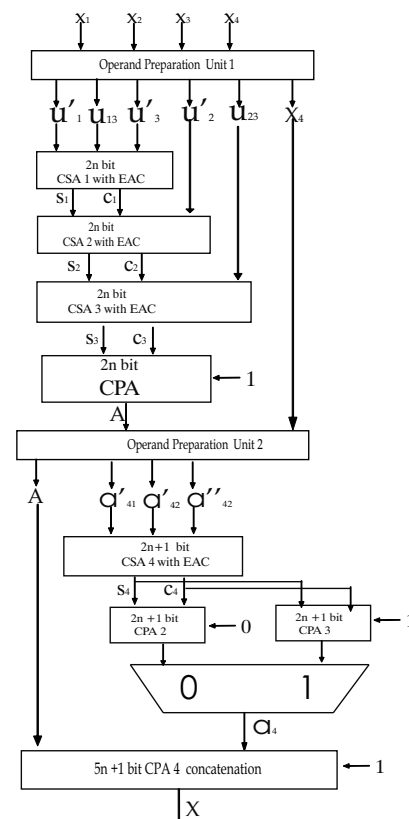 x1 x2 x3 x4
Operand Preparation Unit 1
u'1 u13 u'3 u'2 u23 x4
2n bit
CSA 1 with EAC
s1 c1
2n bit
CSA 2 with EAC
s2 c2
2n bit
CSA 3 with EAC
s3 c3
2n bit
CPA
1
A
Operand Preparation Unit 2
A a'41 a'42 a''42
2n+1 bit
CSA 4 with EAC
s4 c4
2n +1 bit
CPA 2
0
2n +1 bit
CPA 3
1
0 1
a4
5n +1 bit CPA 4 concatenation
1
X